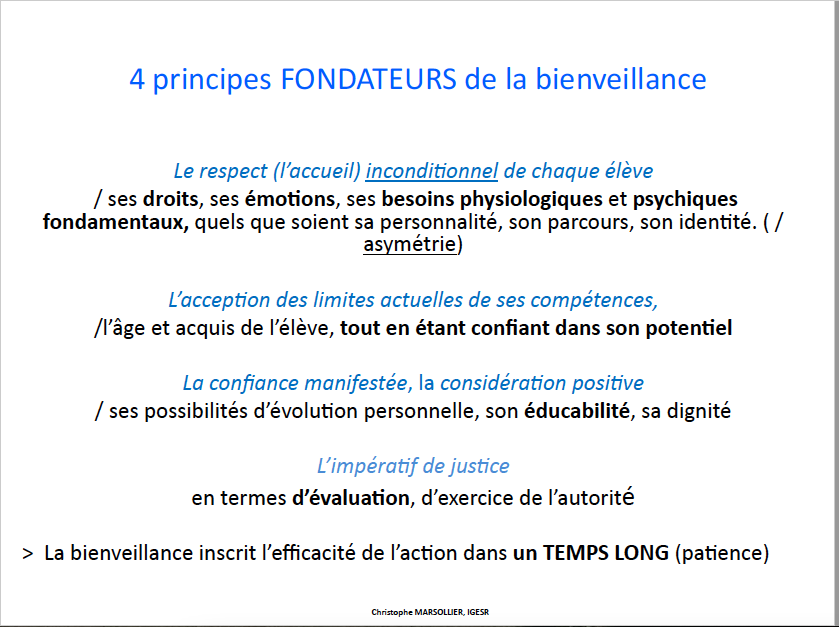 4 principes FONDATEURS de la bienveillance
Le respect (l’accueil) inconditionnel de chaque élève
/ ses droits, ses émotions, ses besoins physiologiques et psychiques
fondamentaux, quels que soient sa personnalité, son parcours, son identité. ( /
asymétrie)
L’acception des limites actuelles de ses compétences,
/l’âge et acquis de l’élève, tout en étant confiant dans son potentiel
La confiance manifestée, la considération positive
/ ses possibilités d’évolution personnelle, son éducabilité, sa dignité
L’impératif de justice
en termes d’évaluation, d’exercice de l’autorité
> La bienveillance inscrit l’efficacité de l’action dans un TEMPS LONG (patience)
Christophe MARSOLLIER, IGESR